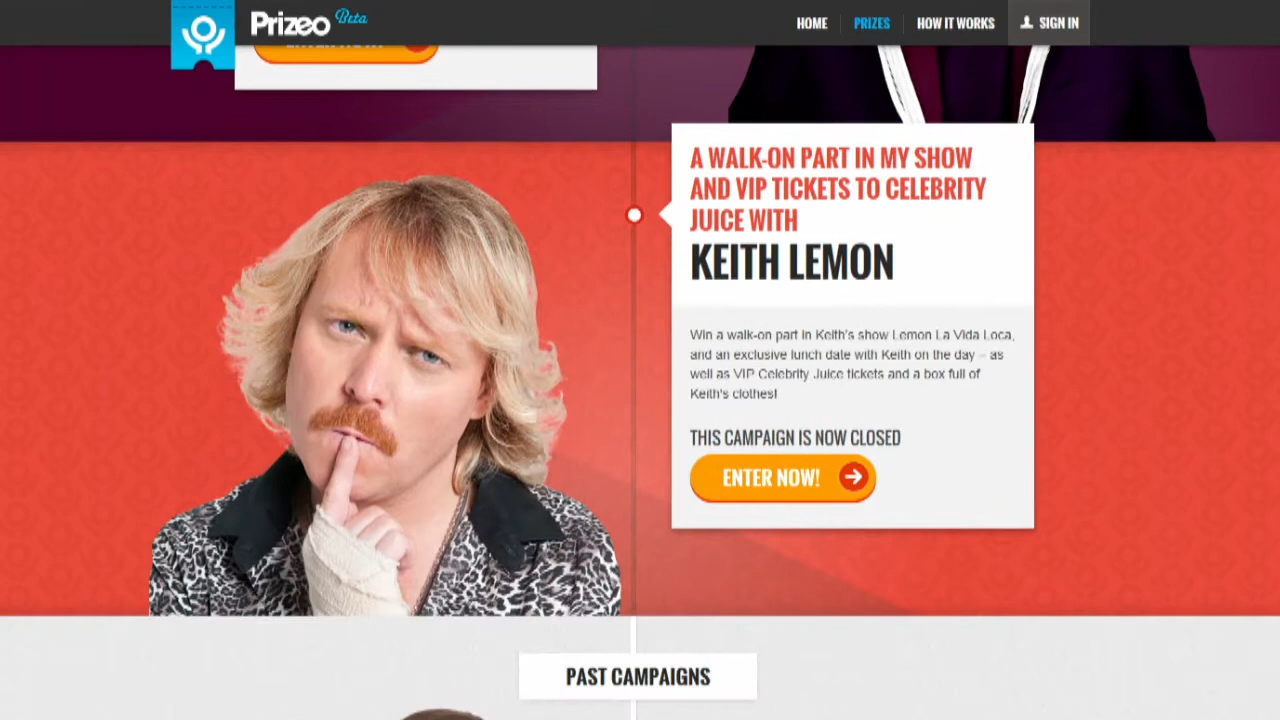 Prizeo Beta
HOME
PRIZES
HOW IT WORKS
SIGN IN
A WALK-ON PART IN MY SHOW
AND VIP TICKETS TO CELEBRITY
JUICE WITH
KEITH LEMON
Win a walk-on part in Keith's show Lemon La Vida Loca,
and an exclusive lunch date with Keith on the day – as
well as VIP Celebrity Juice tickets and a box full of
Keith's clothes!
THIS CAMPAIGN IS NOW CLOSED
ENTER NOW!
PAST CAMPAIGNS